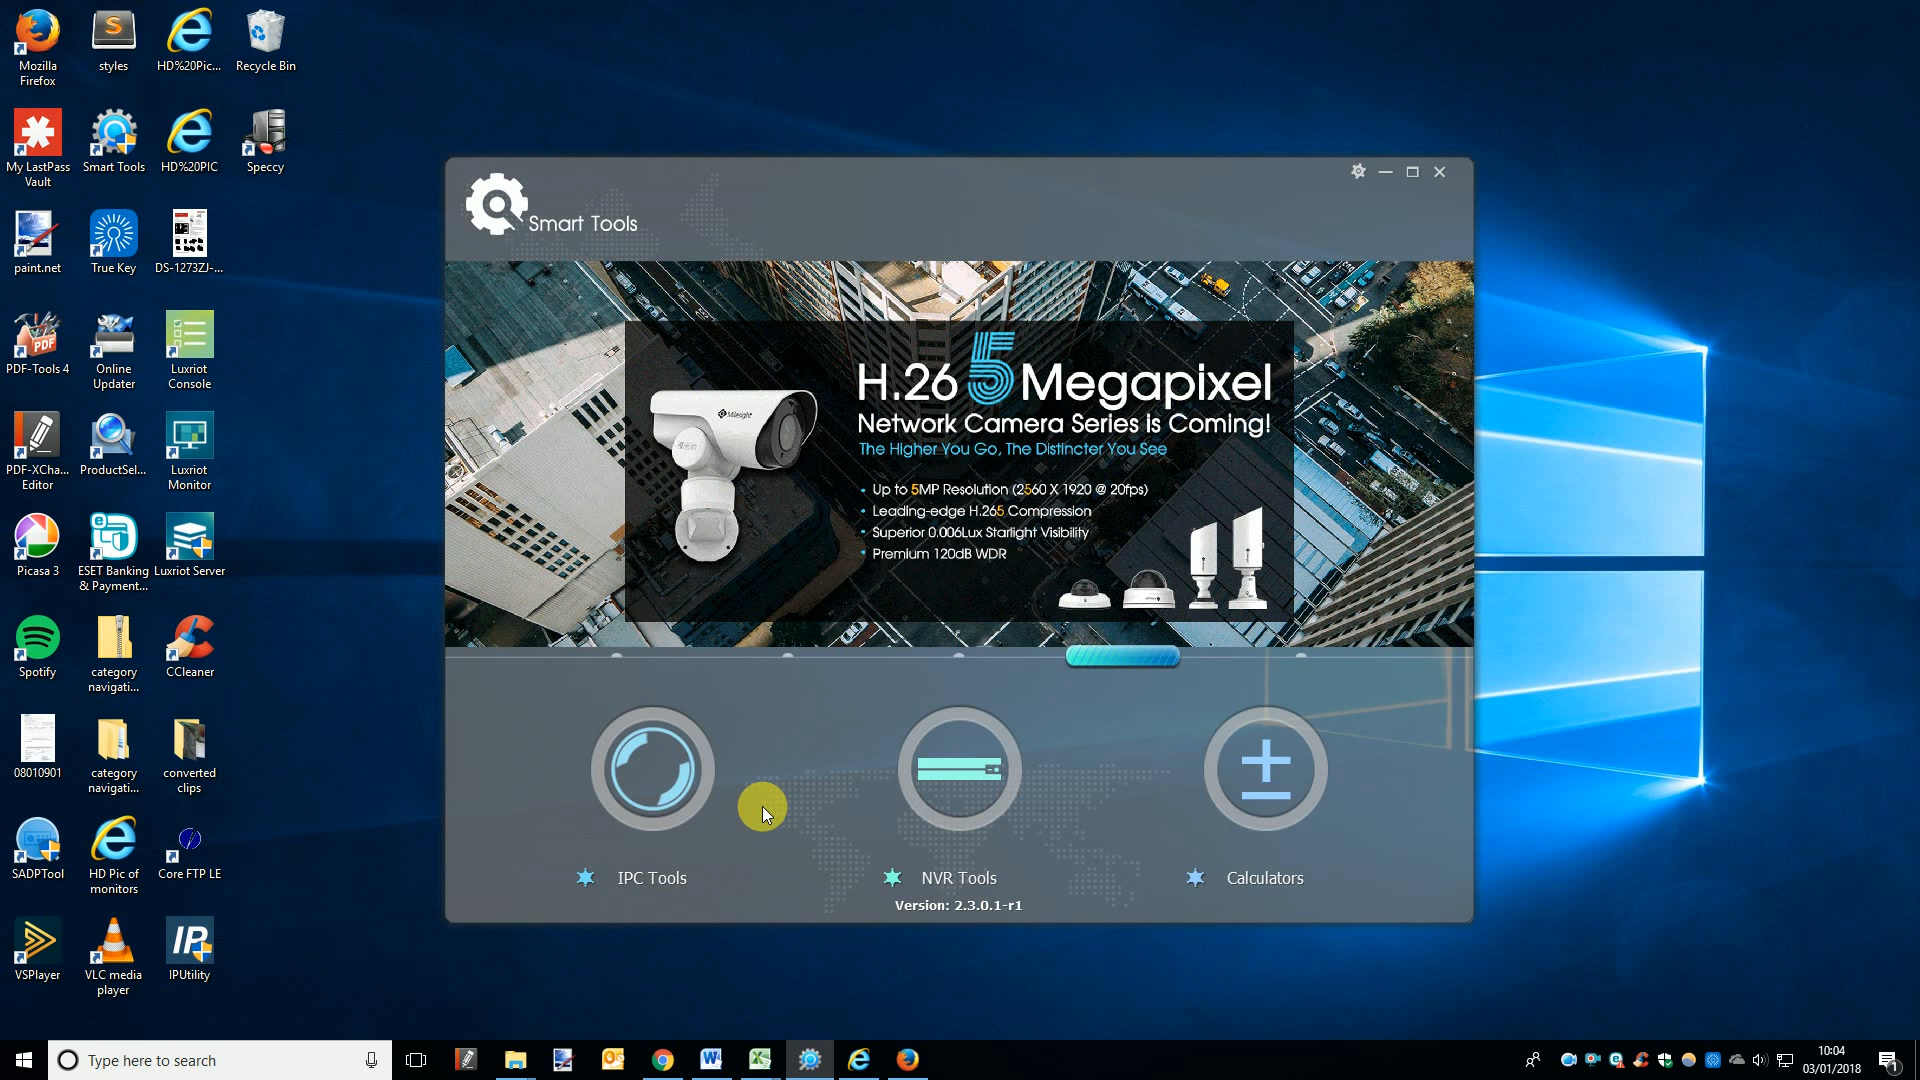 Mozilla
Firefox
styles
HD%20Pic...
Recycle Bin
My LastPass
Vault
Smart Tools
HD%20PIC
Speccy
paint.net
True Key
DS-1273ZJ-...
PDF-Tools 4
Online
Updater
Luxriot
Console
PDF-XCha...
Editor
ProductSel...
Luxriot
Monitor
Picasa 3
ESET Banking
& Payment...
Luxriot Server
Spotify
category
navigati...
CCleaner
08010901
category
navigati...
converted
clips
SADPTool
HD Pic of
monitors
Core FTP LE
VSPlayer
VLC media
player
IPUtility
Smart Tools
H.265 Megapixel
Network Camera Series is Coming!
The Higher You Go, The Distincter You See
• Up to 5MP Resolution (2560 X 1920 @ 20fps)
• Leading-edge H.265 Compression
• Superior 0.006Lux Starlight Visibility
• Premium 120dB WDR
Milesight
IPC Tools
NVR Tools
Calculators
Version: 2.3.0.1-r1
Type here to search
10:04
03/01/2018
1